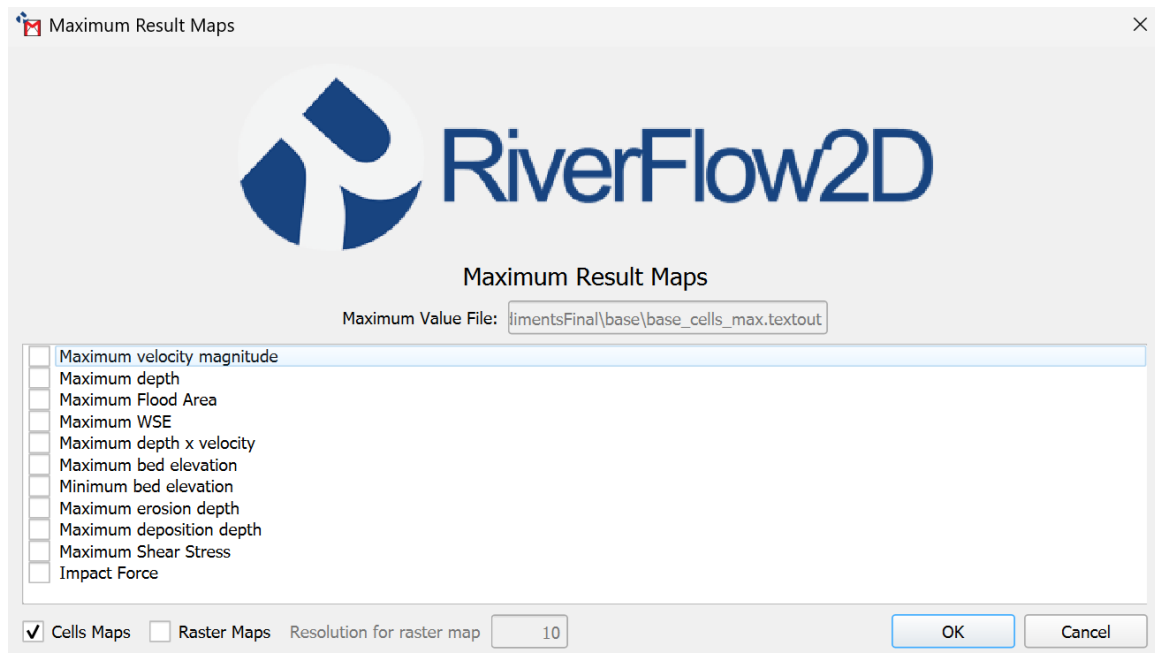 Maximum Result Maps
RiverFlow2D
Maximum Result Maps
Maximum Value File: limentsFinal\base\base_cells_max.textout
Maximum velocity magnitude
Maximum depth
Maximum Flood Area
Maximum WSE
Maximum depth x velocity
Maximum bed elevation
Minimum bed elevation
Maximum erosion depth
Maximum deposition depth
Maximum Shear Stress
Impact Force
Cells Maps Raster Maps Resolution for raster map 10 OK Cancel